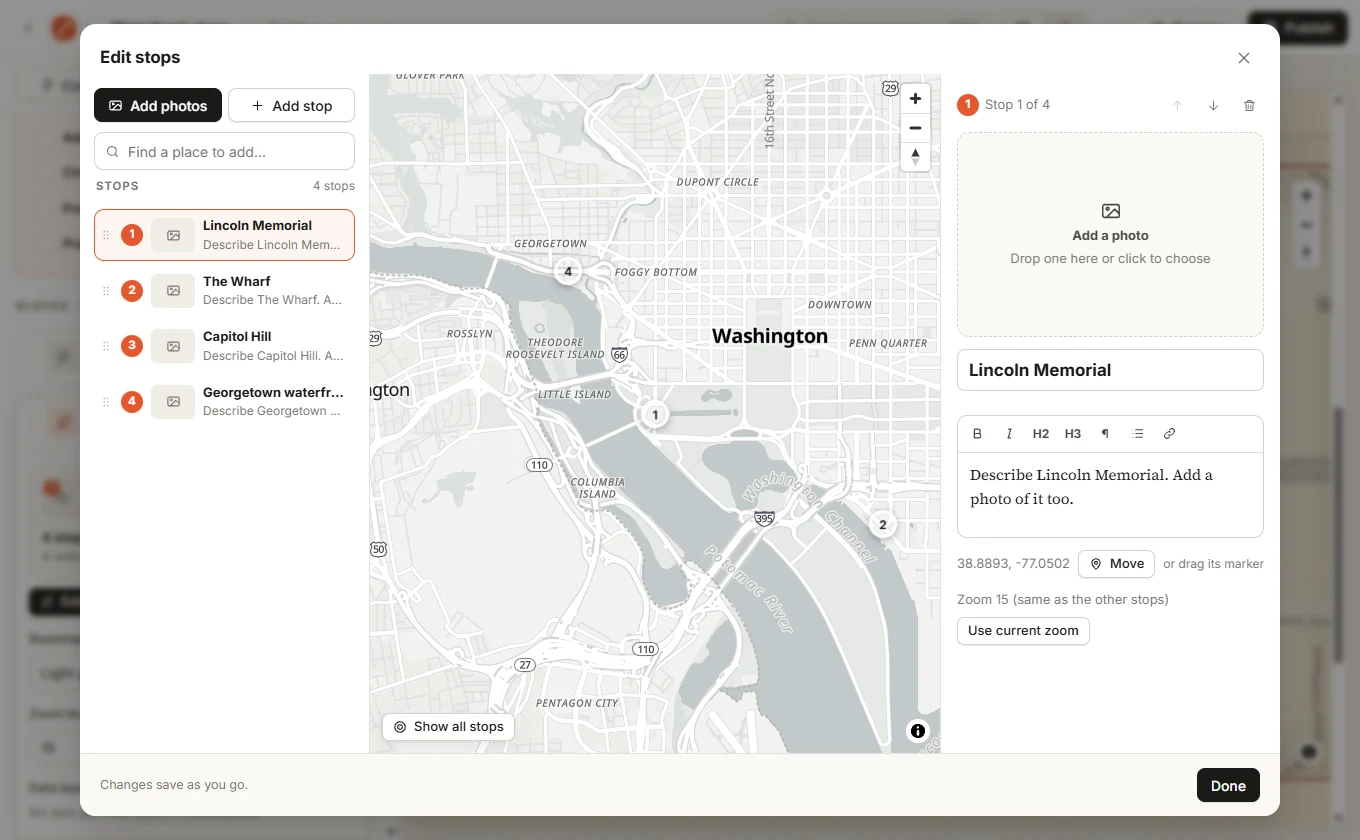 Edit stops
Add photos
Add stop
Find a place to add...
STOPS
4 stops
1
Lincoln Memorial
Describe Lincoln Mem...
2
The Wharf
Describe The Wharf. A...
3
Capitol Hill
Describe Capitol Hill. A...
4
Georgetown waterfr...
Describe Georgetown ...
GLOVER PARK
16th Street No
29
DUPONT CIRCLE
GEORGETOWN
4
FOGGY BOTTOM
DOWNTOWN
ROSSLYN
29
THEODORE
ROOSEVELT ISLAND
66
Washington
PENN QUARTER
ngton
LITTLE ISLAND
1
110
COLUMBIA
ISLAND
Washington Channel
395
2
50
Potomac River
110
27
PENTAGON CITY
Show all stops
1
Stop 1 of 4
Add a photo
Drop one here or click to choose
Lincoln Memorial
B I H2 H3 ¶
Describe Lincoln Memorial. Add a
photo of it too.
38.8893, -77.0502
Move
or drag its marker
Zoom 15 (same as the other stops)
Use current zoom
Changes save as you go.
Done